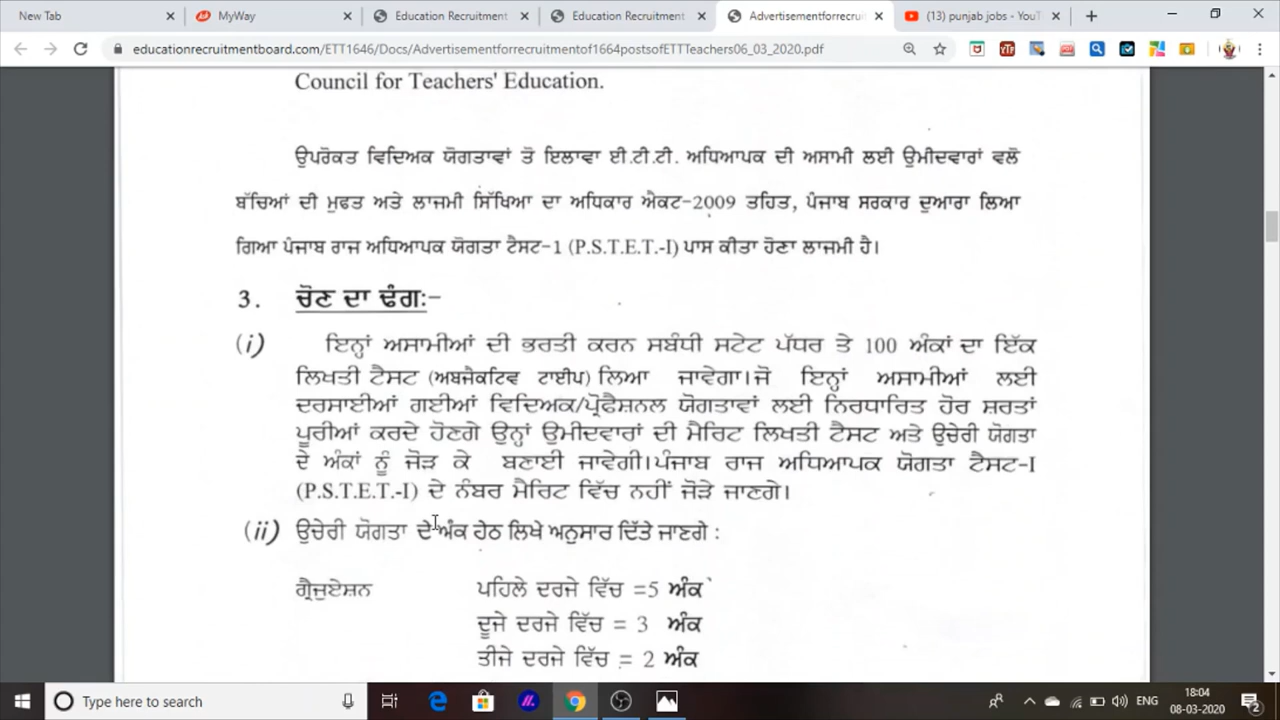 New Tab
MyWay
Education Recruitment
Education Recruitment
Advertisementforrecrui
(13) punjab jobs - YouT
educationrecruitmentboard.com/ETT1646/Docs/Advertisementforrecruitmentof1664postsofETTTeachers06_03_2020.pdf
Council for Teachers' Education.
ਉਪਰੋਕਤ ਵਿਦਿਅਕ ਯੋਗਤਾਵਾਂ ਤੋ ਇਲਾਵਾ ਈ.ਟੀ.ਟੀ. ਅਧਿਆਪਕ ਦੀ ਅਸਾਮੀ ਲਈ ਉਮੀਦਵਾਰਾਂ ਵਲੋ
ਬੱਚਿਆਂ ਦੀ ਮੁਫਤ ਅਤੇ ਲਾਜਮੀ ਸਿੱਖਿਆ ਦਾ ਅਧਿਕਾਰ ਐਕਟ-2009 ਤਹਿਤ, ਪੰਜਾਬ ਸਰਕਾਰ ਦੁਆਰਾ ਲਿਆ
ਗਿਆ ਪੰਜਾਬ ਰਾਜ ਅਧਿਆਪਕ ਯੋਗਤਾ ਟੈਸਟ-1 (P.S.T.E.T.-I) ਪਾਸ ਕੀਤਾ ਹੋਣਾ ਲਾਜਮੀ ਹੈ।
3. ਚੋਣ ਦਾ ਢੰਗ:-
(i) ਇਨ੍ਹਾਂ ਅਸਾਮੀਆਂ ਦੀ ਭਰਤੀ ਕਰਨ ਸਬੰਧੀ ਸਟੇਟ ਪੱਧਰ ਤੇ 100 ਅੰਕਾਂ ਦਾ ਇੱਕ
ਲਿਖਤੀ ਟੈਸਟ (ਅਬਜੈਕਟਿਵ ਟਾਈਪ) ਲਿਆ ਜਾਵੇਗਾ।ਜੋ ਇਨ੍ਹਾਂ ਅਸਾਮੀਆਂ ਲਈ
ਦਰਸਾਈਆਂ ਗਈਆਂ ਵਿਦਿਅਕ/ਪ੍ਰੋਫੈਸ਼ਨਲ ਯੋਗਤਾਵਾਂ ਲਈ ਨਿਰਧਾਰਿਤ ਹੋਰ ਸ਼ਰਤਾਂ
ਪੂਰੀਆਂ ਕਰਦੇ ਹੋਣਗੇ ਉਨ੍ਹਾਂ ਉਮੀਦਵਾਰਾਂ ਦੀ ਮੈਰਿਟ ਲਿਖਤੀ ਟੈਸਟ ਅਤੇ ਉਚੇਰੀ ਯੋਗਤਾ
ਦੇ ਅੰਕਾਂ ਨੂੰ ਜੋੜ ਕੇ ਬਣਾਈ ਜਾਵੇਗੀ।ਪੰਜਾਬ ਰਾਜ ਅਧਿਆਪਕ ਯੋਗਤਾ ਟੈਸਟ-I
(P.S.T.E.T.-I) ਦੇ ਨੰਬਰ ਮੈਰਿਟ ਵਿੱਚ ਨਹੀਂ ਜੋੜੇ ਜਾਣਗੇ।
(ii) ਉਚੇਰੀ ਯੋਗਤਾ ਦੇ ਅੰਕ ਹੇਠ ਲਿਖੇ ਅਨੁਸਾਰ ਦਿੱਤੇ ਜਾਣਗੇ :
ਗ੍ਰੈਜੁਏਸ਼ਨ ਪਹਿਲੇ ਦਰਜੇ ਵਿੱਚ =5 ਅੰਕ
ਦੂਜੇ ਦਰਜੇ ਵਿੱਚ = 3 ਅੰਕ
ਤੀਜੇ ਦਰਜੇ ਵਿੱਚ = 2 ਅੰਕ
Type here to search
ENG
18:04
08-03-2020
2